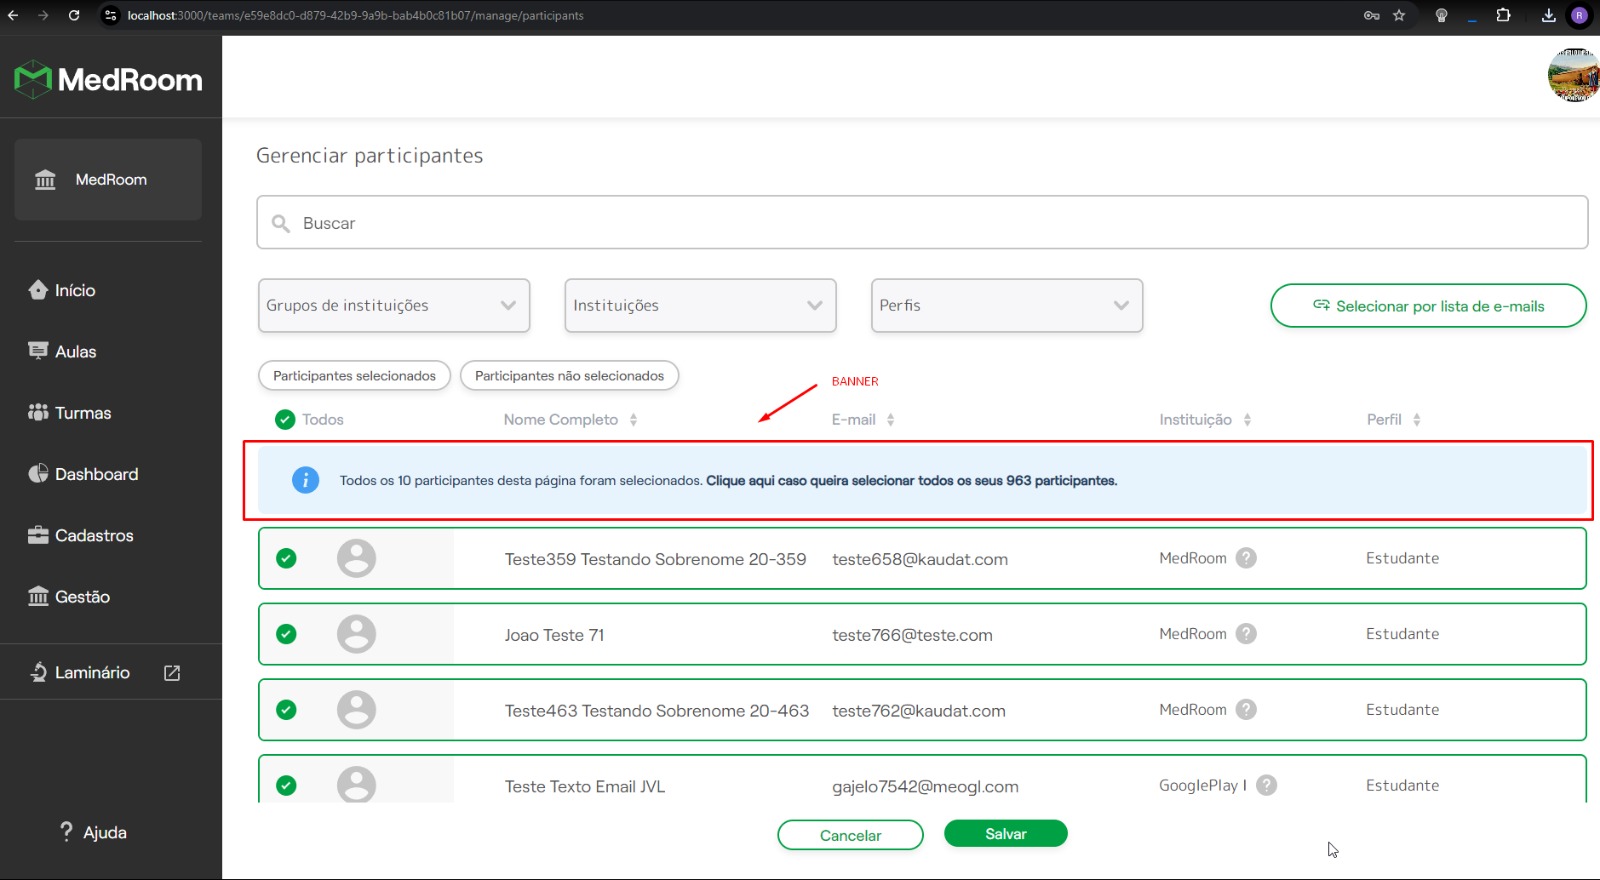 localhost:3000/teams/e59e8dc0-d879-42b9-9a9b-bab4b0c81b07/manage/participants
R
MedRoom
MedRoom
Início
Aulas
Turmas
Dashboard
Cadastros
Gestão
Laminário
? Ajuda
Gerenciar participantes
Buscar
Grupos de instituições
Instituições
Perfis
Selecionar por lista de e-mails
Participantes selecionados
Participantes não selecionados
BANNER
Todos
Nome Completo
E-mail
Instituição
Perfil
i Todos os 10 participantes desta página foram selecionados. Clique aqui caso queira selecionar todos os seus 963 participantes.
Teste359 Testando Sobrenome 20-359 teste658@kaudat.com MedRoom ? Estudante
Joao Teste 71 teste766@teste.com MedRoom ? Estudante
Teste463 Testando Sobrenome 20-463 teste762@kaudat.com MedRoom ? Estudante
Teste Texto Email JVL gajelo7542@meogl.com GooglePlay I ? Estudante
Cancelar
Salvar